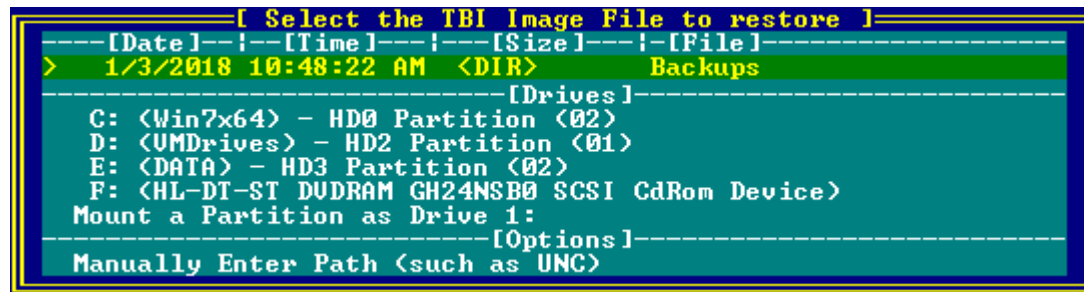 [ Select the TBI Image File to restore ]
----[Date]--¦--[Time]---¦---[Size]---¦-[File]-------------------
> 1/3/2018 10:48:22 AM <DIR> Backups
-----------------------------[Drives]---------------------------
C: (Win7x64) - HD0 Partition (02)
D: (VMDrives) - HD2 Partition (01)
E: (DATA) - HD3 Partition (02)
F: (HL-DT-ST DVDRAM GH24NSB0 SCSI CdRom Device)
Mount a Partition as Drive 1:
----------------------------[Options]---------------------------
Manually Enter Path (such as UNC)